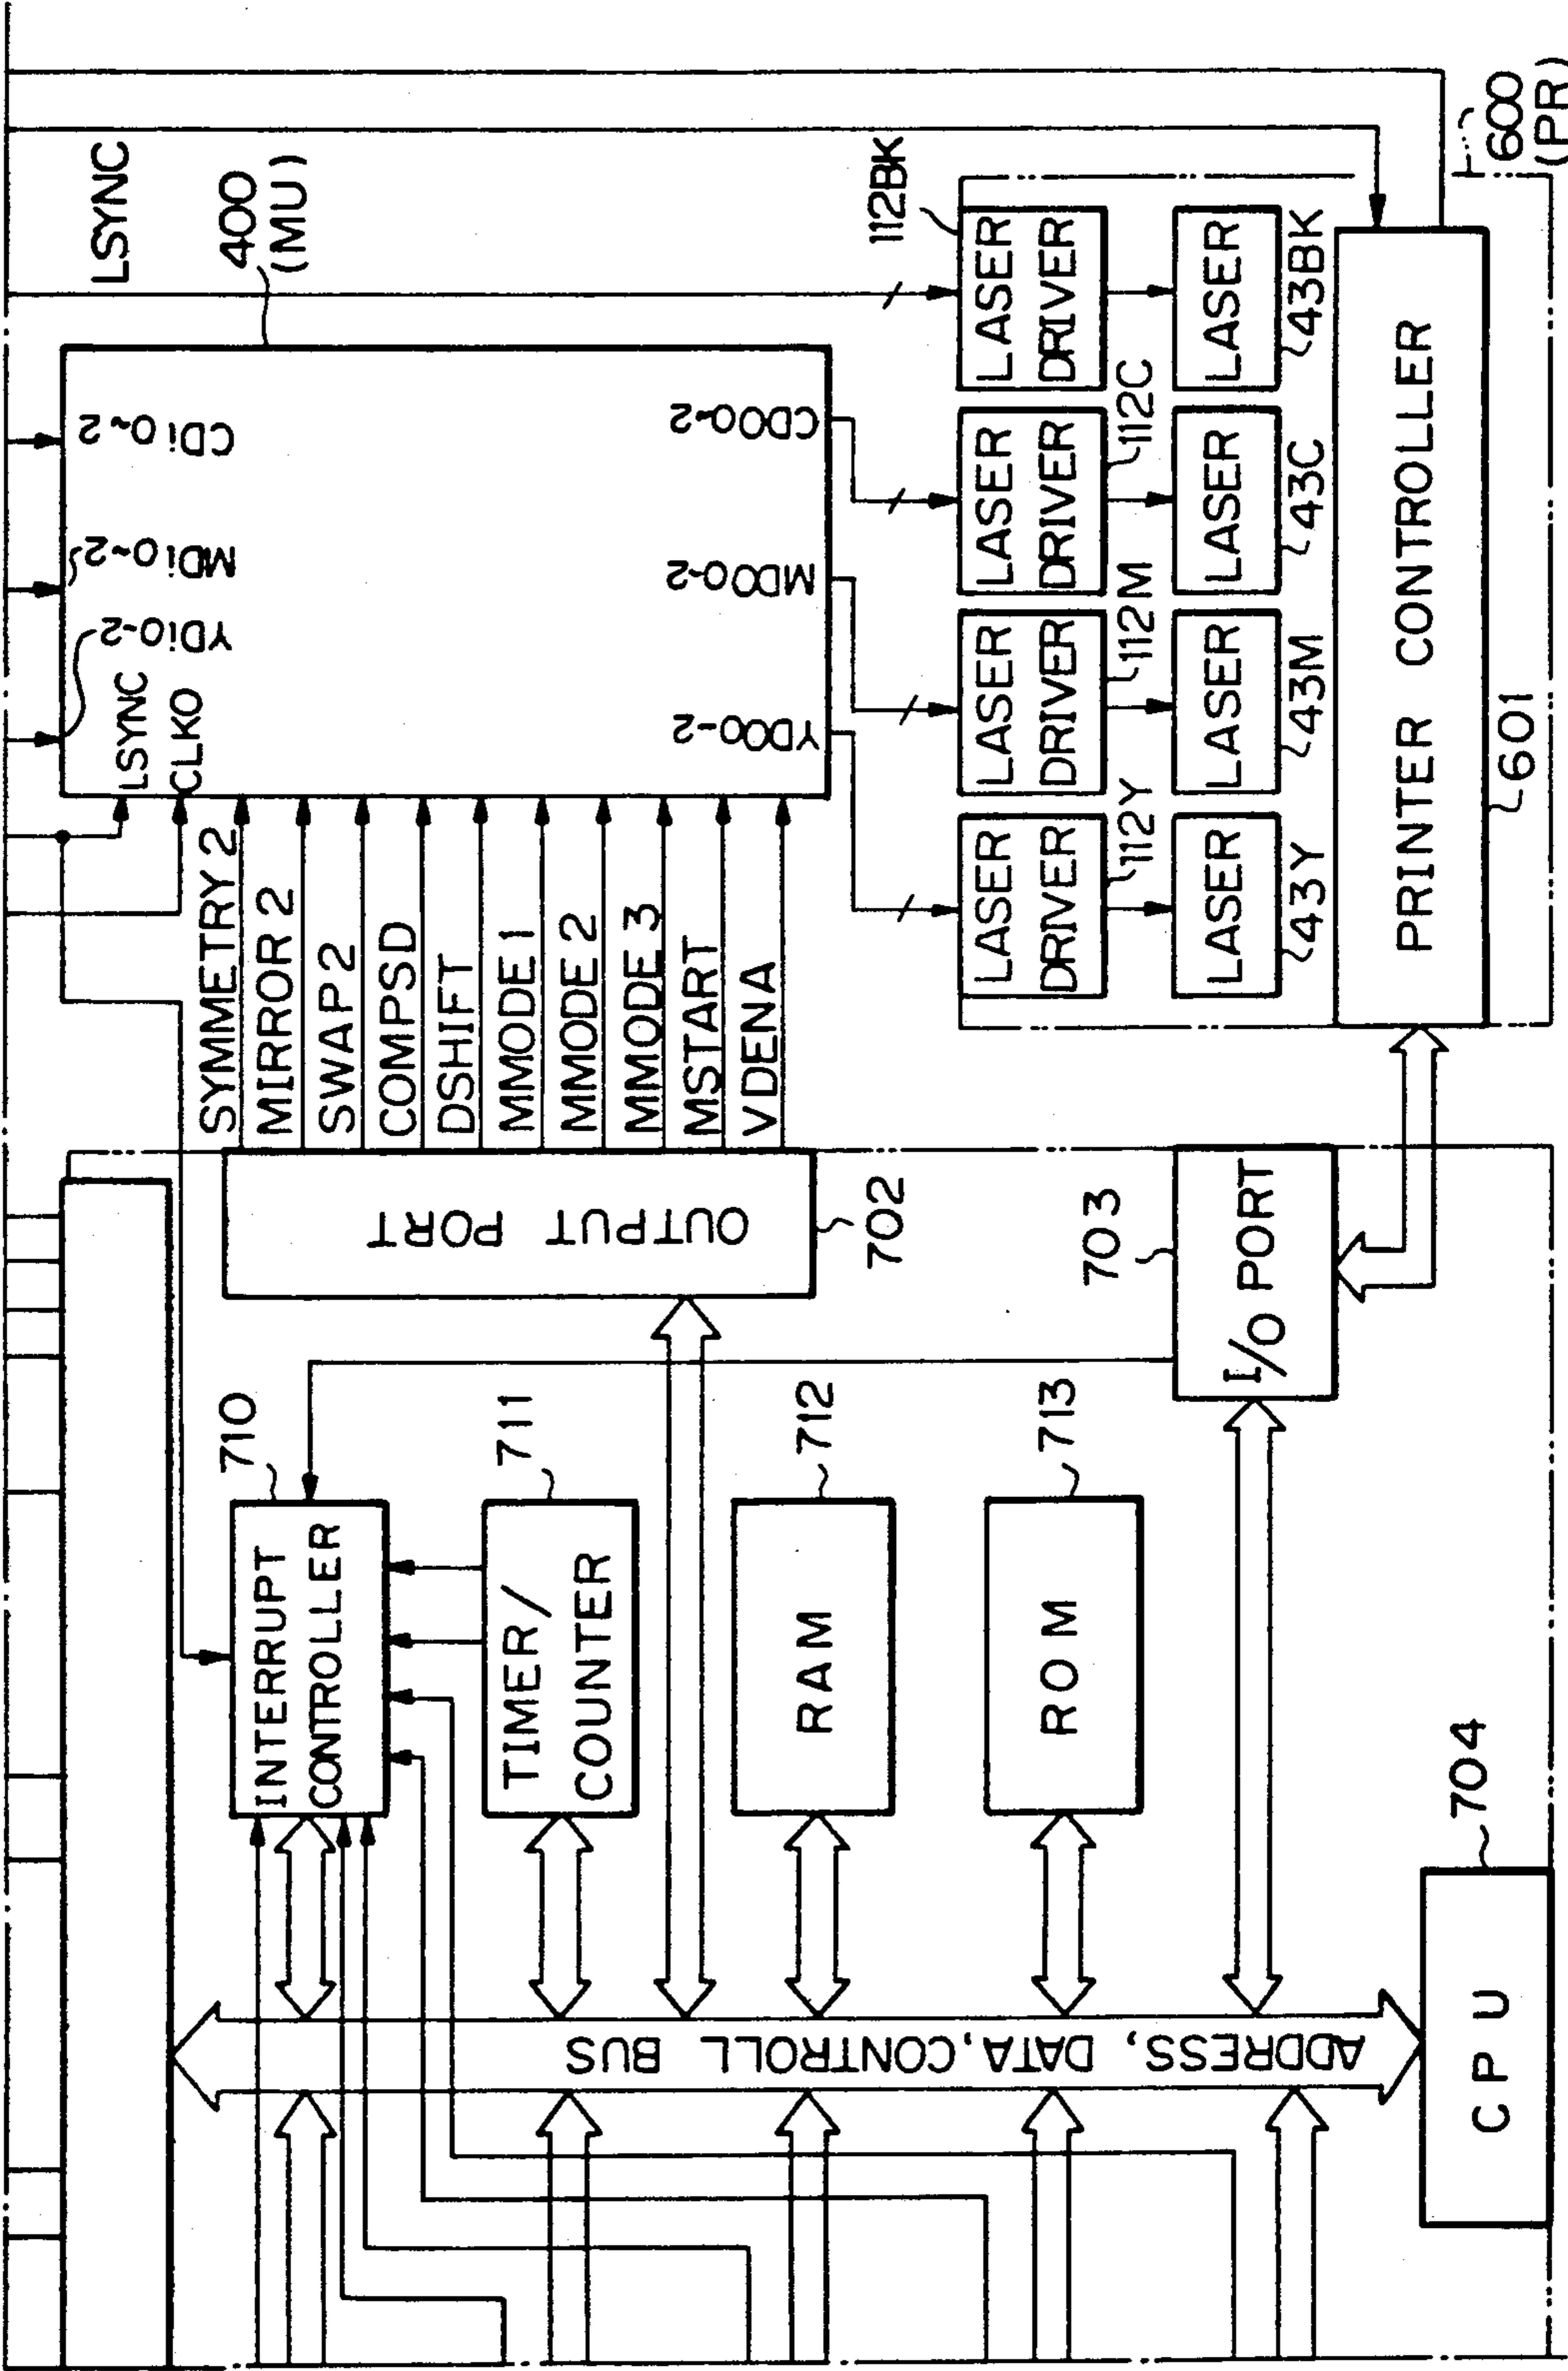 LSYNC
400
(MU)
CDi0~2
MDi0~2
YDi0~2
LSYNC
CLKO
CDO0~2
MDO0~2
YDO0~2
SYMMETRY 2
MIRROR 2
SWAP2
COMPSD
DSHIFT
MMODE 1
MMODE 2
MMODE 3
MSTART
VDENA
OUTPUT PORT
702
112BK
LASER
DRIVER
LASER
DRIVER
112C
LASER
DRIVER
112M
LASER
DRIVER
112Y
LASER
43BK
LASER
43C
LASER
43M
LASER
43Y
PRINTER CONTROLLER
601
600
(PR)
710
INTERRUPT
CONTROLLER
711
TIMER/
COUNTER
712
RAM
713
ROM
703
I/O PORT
ADDRESS, DATA, CONTROLL BUS
704
CPU